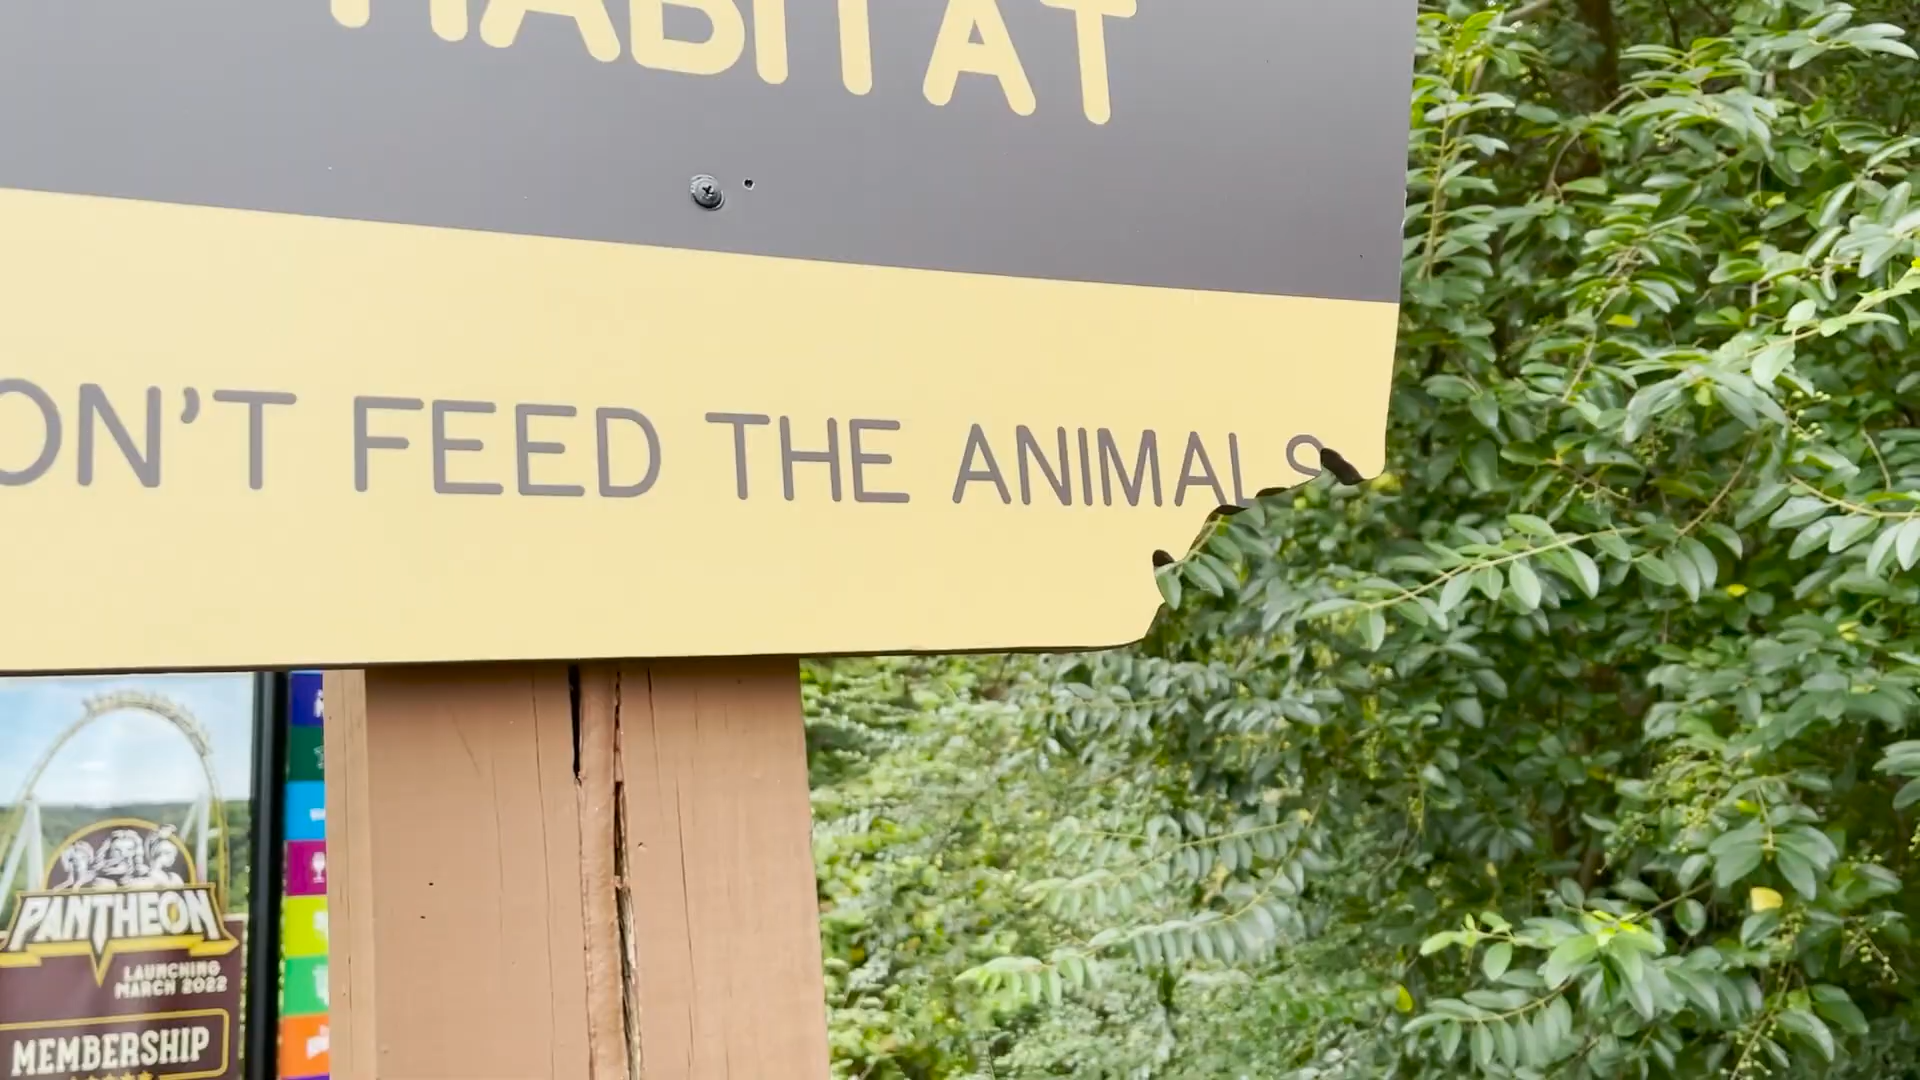 HABITAT
ON'T FEED THE ANIMALS
PANTHEON
LAUNCHING
MARCH 2022
MEMBERSHIP